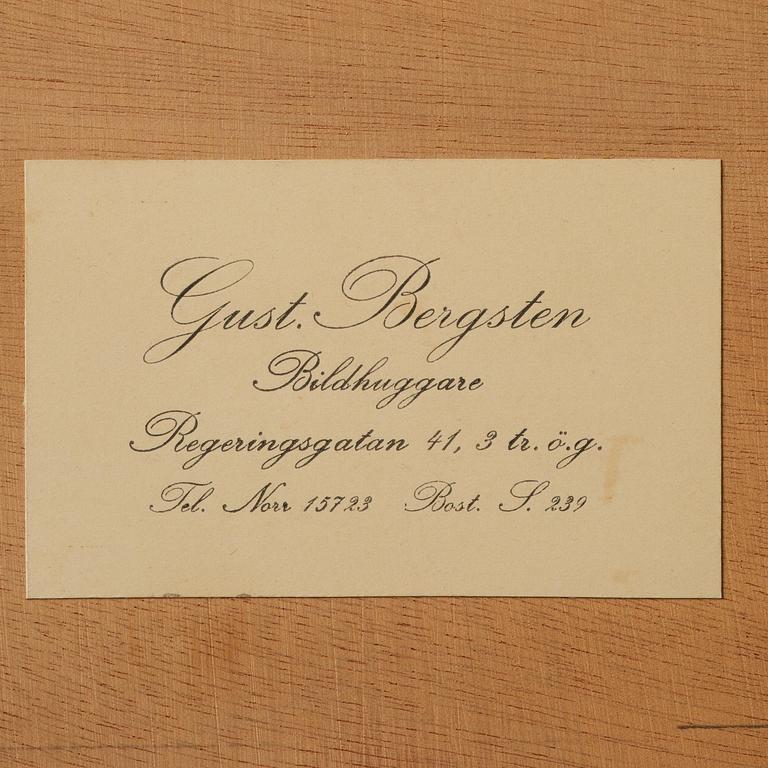 Gust. Bergsten
Bildhuggare
Regeringsgatan 41, 3 tr. ö.g.
Tel. Norr 15723 Bost. S. 239